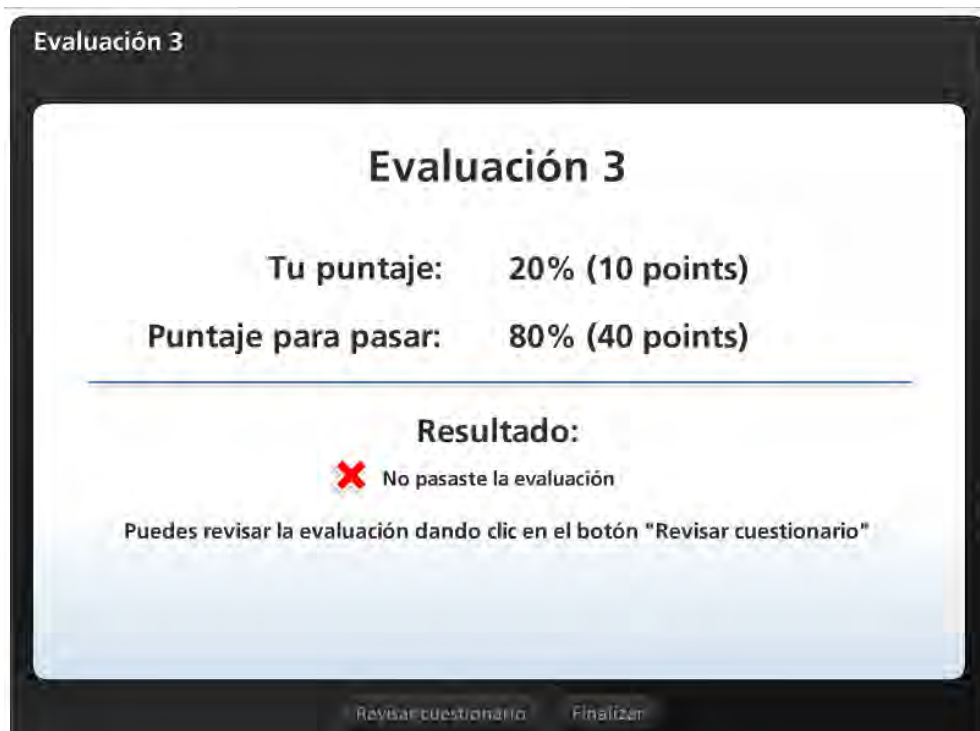 Evaluación 3
Evaluación 3
Tu puntaje: 20% (10 points)
Puntaje para pasar: 80% (40 points)
Resultado:
No pasaste la evaluación
Puedes revisar la evaluación dando clic en el botón "Revisar cuestionario"
Revisar cuestionario Finalizar